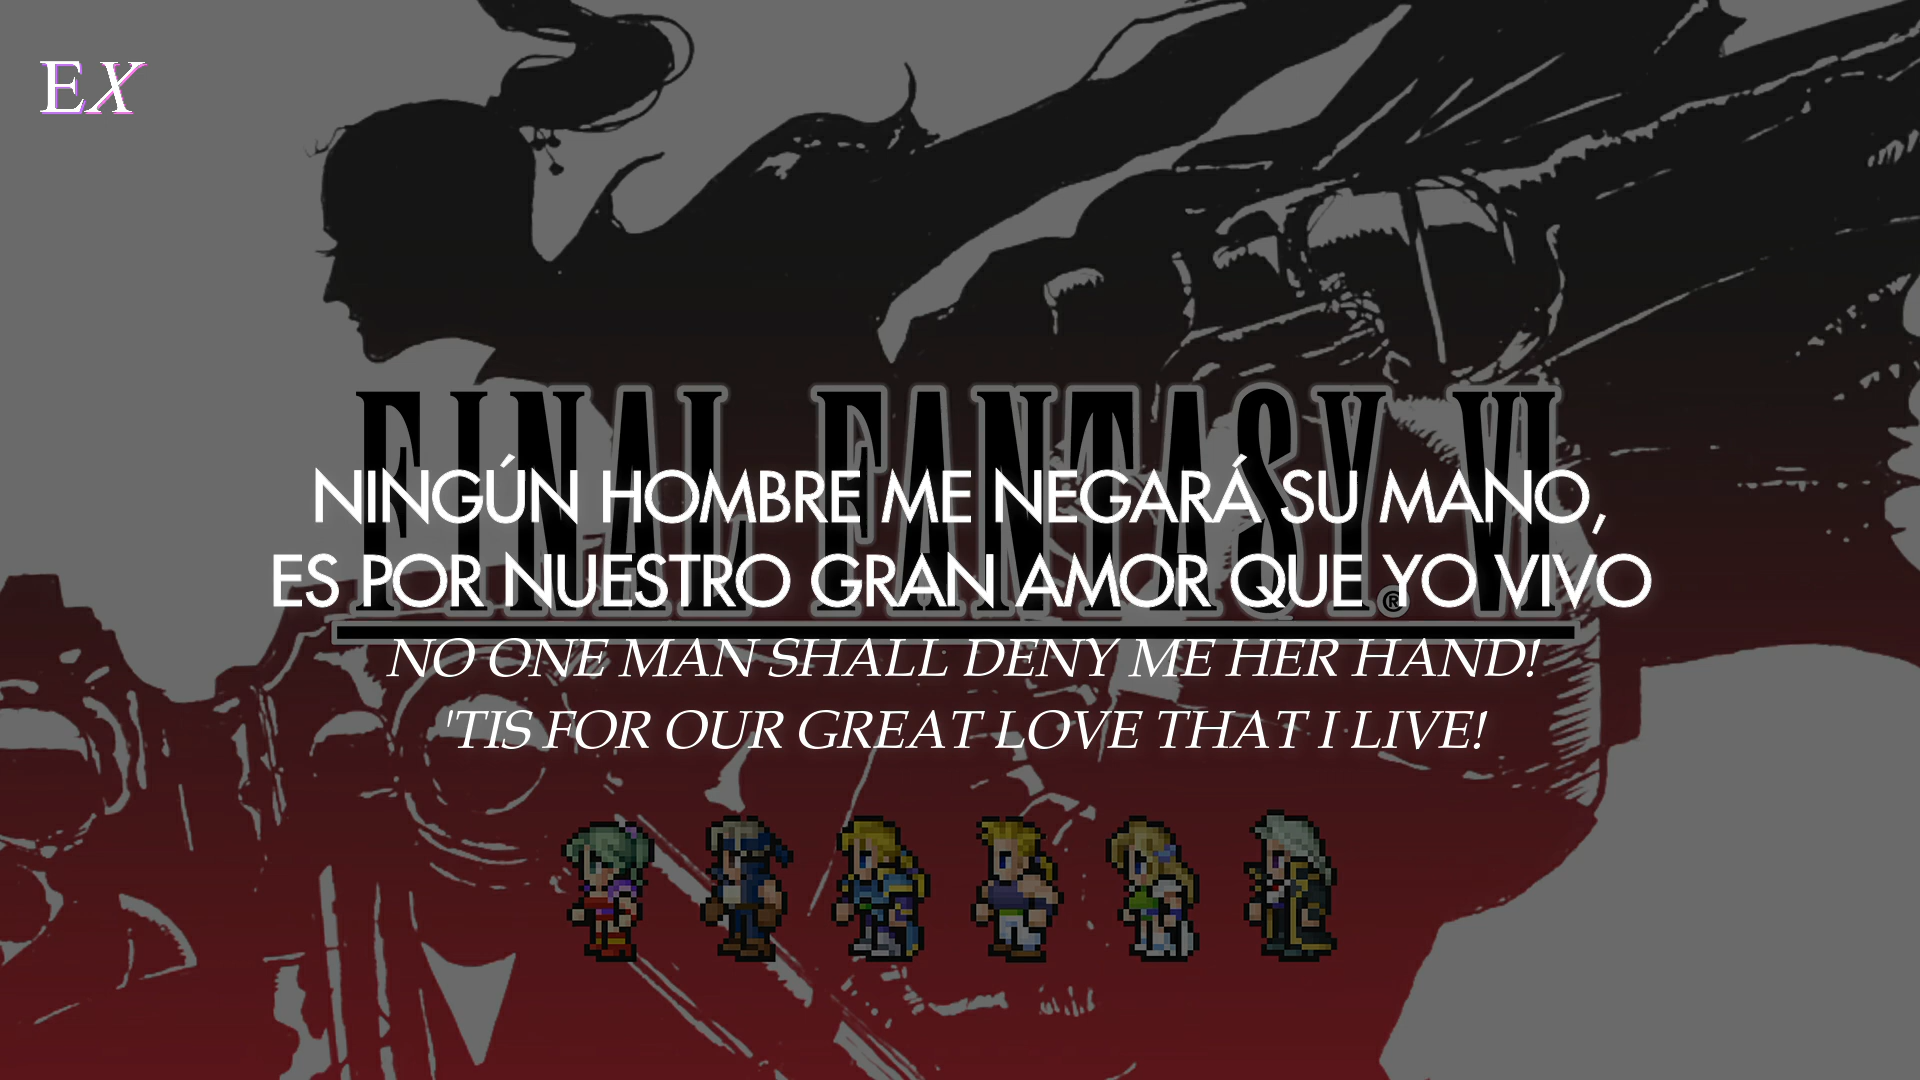 EX
FINAL FANTASY VI
®
NINGÚN HOMBRE ME NEGARÁ SU MANO,
ES POR NUESTRO GRAN AMOR QUE YO VIVO
NO ONE MAN SHALL DENY ME HER HAND!
'TIS FOR OUR GREAT LOVE THAT I LIVE!